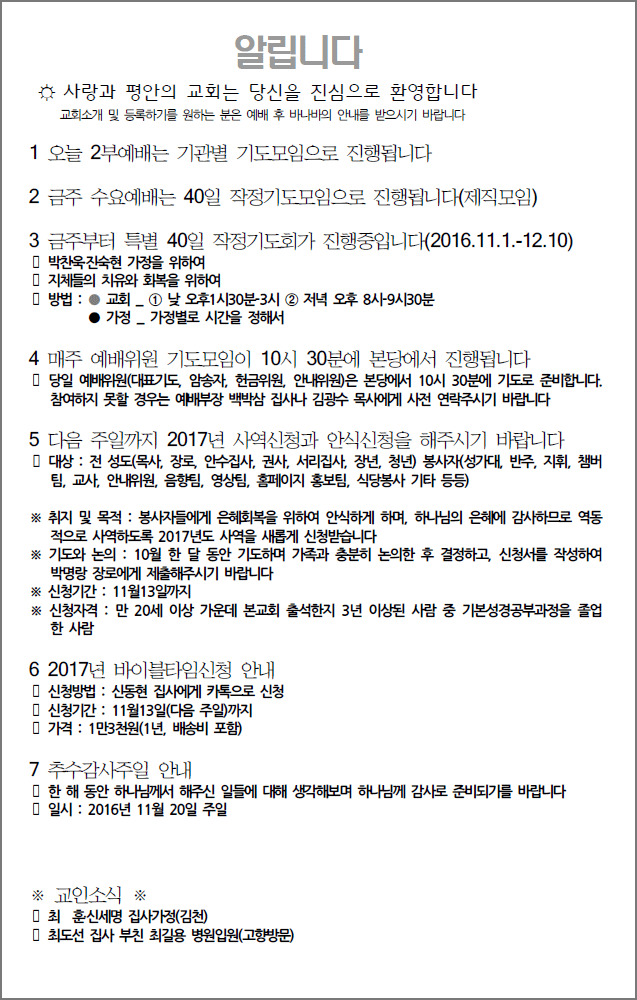 알립니다
☼ 사랑과 평안의 교회는 당신을 진심으로 환영합니다
교회소개 및 등록하기를 원하는 분은 예배 후 바나바의 안내를 받으시기 바랍니다
1 오늘 2부예배는 기관별 기도모임으로 진행됩니다
2 금주 수요예배는 40일 작정기도모임으로 진행됩니다(제직모임)
3 금주부터 특별 40일 작정기도회가 진행중입니다(2016.11.1.-12.10)
▯ 박찬욱·진숙현 가정을 위하여
▯ 지체들의 치유와 회복을 위하여
▯ 방법 : ● 교회 _ ① 낮 오후1시30분-3시 ② 저녁 오후 8시-9시30분
● 가정 _ 가정별로 시간을 정해서
4 매주 예배위원 기도모임이 10시 30분에 본당에서 진행됩니다
▯ 당일 예배위원(대표기도, 암송자, 헌금위원, 안내위원)은 본당에서 10시 30분에 기도로 준비합니다.
참여하지 못할 경우는 예배부장 백박삼 집사나 김광수 목사에게 사전 연락주시기 바랍니다
5 다음 주일까지 2017년 사역신청과 안식신청을 해주시기 바랍니다
▯ 대상 : 전 성도(목사, 장로, 안수집사, 권사, 서리집사, 장년, 청년) 봉사자(성가대, 반주, 지휘, 챔버
팀, 교사, 안내위원, 음향팀, 영상팀, 홈페이지 홍보팀, 식당봉사 기타 등등)
※ 취지 및 목적 : 봉사자들에게 은혜회복을 위하여 안식하게 하며, 하나님의 은혜에 감사하므로 역동
적으로 사역하도록 2017년도 사역을 새롭게 신청받습니다
※ 기도와 논의 : 10월 한 달 동안 기도하며 가족과 충분히 논의한 후 결정하고, 신청서를 작성하여
박명랑 장로에게 제출해주시기 바랍니다
※ 신청기간 : 11월13일까지
※ 신청자격 : 만 20세 이상 가운데 본교회 출석한지 3년 이상된 사람 중 기본성경공부과정을 졸업
한 사람
6 2017년 바이블타임신청 안내
▯ 신청방법 : 신동현 집사에게 카톡으로 신청
▯ 신청기간 : 11월13일(다음 주일)까지
▯ 가격 : 1만3천원(1년, 배송비 포함)
7 추수감사주일 안내
▯ 한 해 동안 하나님께서 해주신 일들에 대해 생각해보며 하나님께 감사로 준비되기를 바랍니다
▯ 일시 : 2016년 11월 20일 주일
※ 교인소식 ※
▯ 최 훈·신세명 집사가정(김천)
▯ 최도선 집사 부친 최길용 병원입원(고향방문)